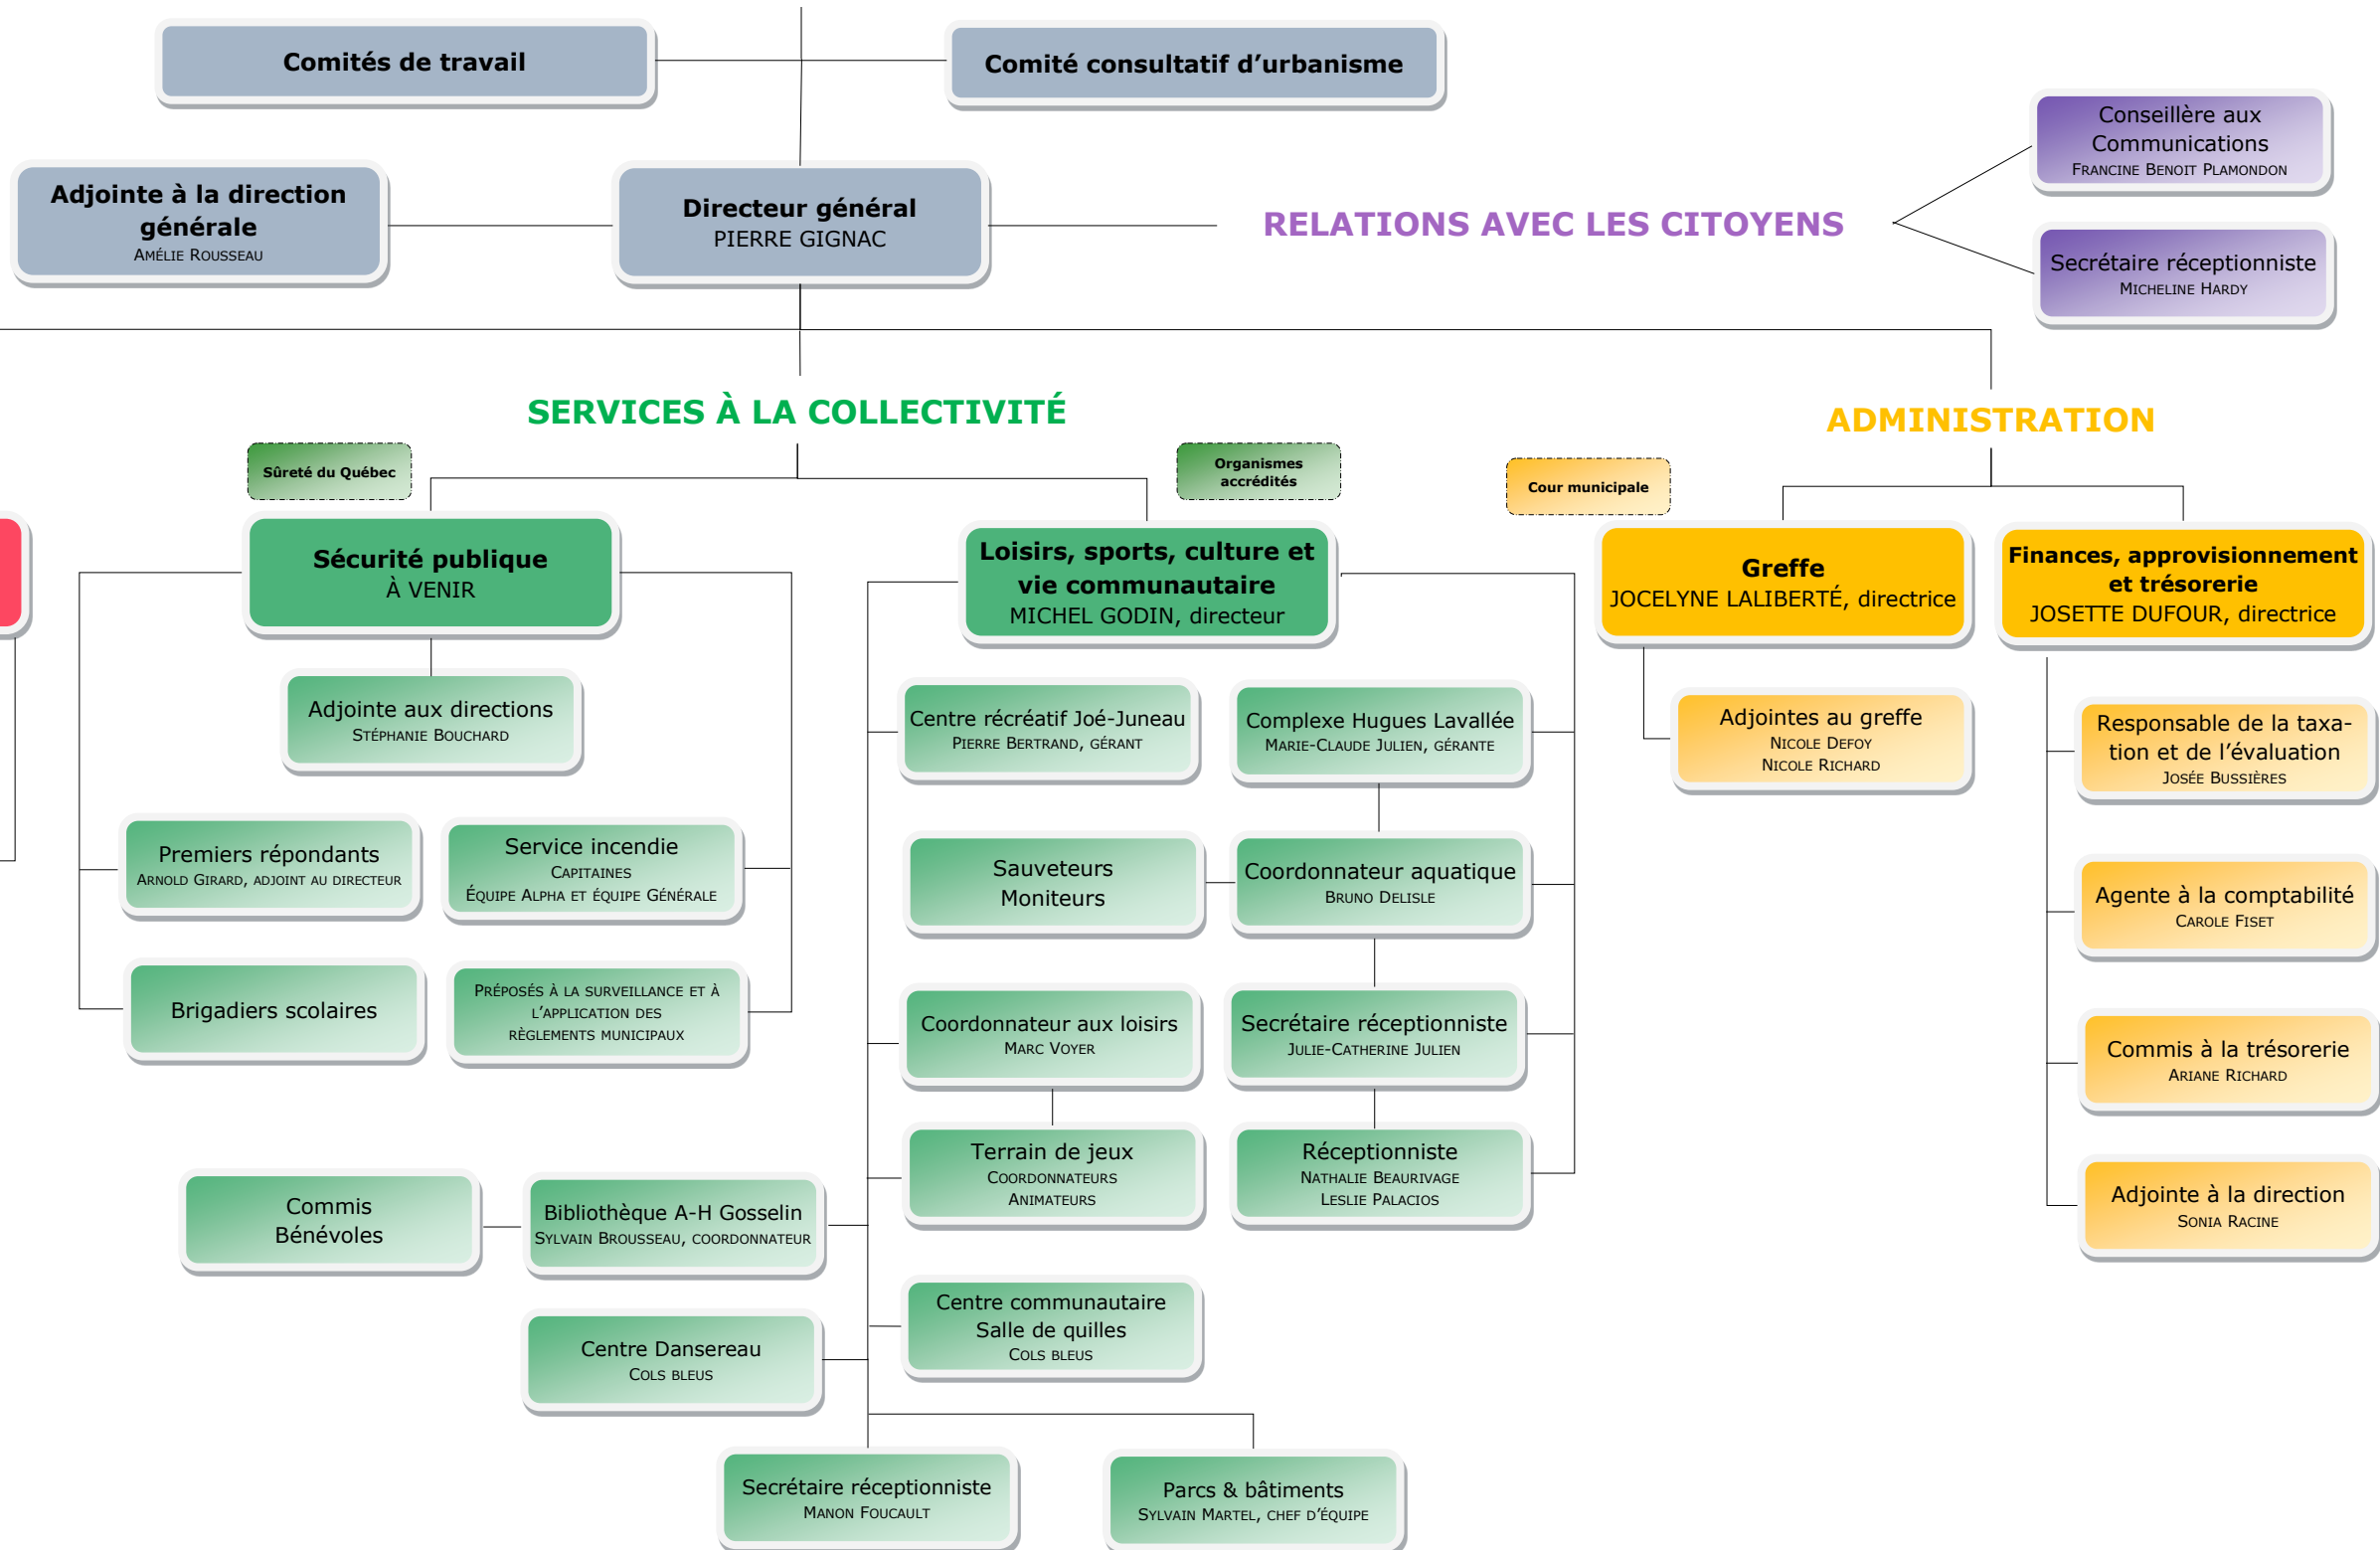 Comités de travail
Comité consultatif d’urbanisme
Conseillère aux
Communications
Francine Benoit Plamondon
Adjointe à la direction
générale
Amélie Rousseau
Directeur général
PIERRE GIGNAC
RELATIONS AVEC LES CITOYENS
Secrétaire réceptionniste
Micheline Hardy
SERVICES À LA COLLECTIVITÉ
ADMINISTRATION
Sûreté du Québec
Organismes
accrédités
Cour municipale
Sécurité publique
À VENIR
Loisirs, sports, culture et
vie communautaire
MICHEL GODIN, directeur
Greffe
JOCELYNE LALIBERTÉ, directrice
Finances, approvisionnement
et trésorerie
JOSETTE DUFOUR, directrice
Adjointe aux directions
Stéphanie Bouchard
Centre récréatif Joé-Juneau
Pierre Bertrand, gérant
Complexe Hugues Lavallée
Marie-Claude Julien, gérante
Adjointes au greffe
Nicole Defoy
Nicole Richard
Responsable de la taxa-
tion et de l’évaluation
Josée Bussières
Premiers répondants
Arnold Girard, adjoint au directeur
Service incendie
Capitaines
Équipe Alpha et équipe Générale
Sauveteurs
Moniteurs
Coordonnateur aquatique
Bruno Delisle
Agente à la comptabilité
Carole Fiset
Brigadiers scolaires
Préposés à la surveillance et à
l’application des
règlements municipaux
Coordonnateur aux loisirs
Marc Voyer
Secrétaire réceptionniste
Julie-Catherine Julien
Commis à la trésorerie
Ariane Richard
Terrain de jeux
Coordonnateurs
Animateurs
Réceptionniste
Nathalie Beaurivage
Leslie Palacios
Adjointe à la direction
Sonia Racine
Commis
Bénévoles
Bibliothèque A-H Gosselin
Sylvain Brousseau, coordonnateur
Centre communautaire
Salle de quilles
Cols bleus
Centre Dansereau
Cols bleus
Secrétaire réceptionniste
Manon Foucault
Parcs & bâtiments
Sylvain Martel, chef d’équipe